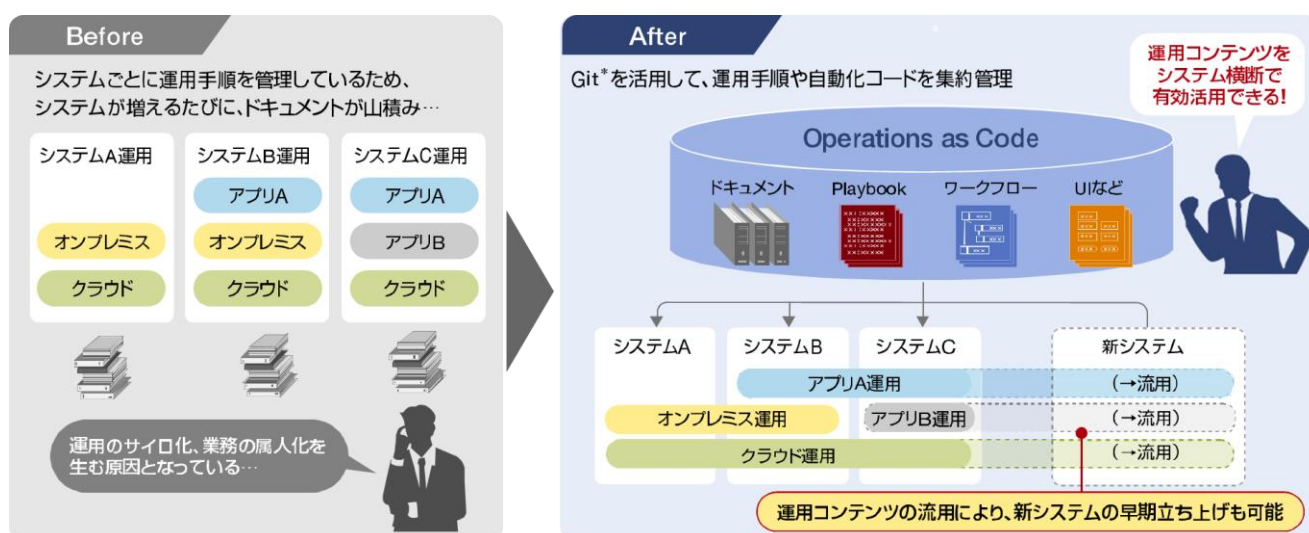 Before
システムごとに運用手順を管理しているため、
システムが増えるたびに、ドキュメントが山積み…
システムA運用
オンプレミス
クラウド
システムB運用
アプリA
オンプレミス
クラウド
システムC運用
アプリA
アプリB
クラウド
運用のサイロ化、業務の属人化を
生む原因となっている…
After
Git*を活用して、運用手順や自動化コードを集約管理
運用コンテンツを
システム横断で
有効活用できる!
Operations as Code
ドキュメント
Playbook
ワークフロー
UIなど
システムA
システムB
システムC
新システム
アプリA運用
(→流用)
オンプレミス運用
アプリB運用
(→流用)
クラウド運用
(→流用)
運用コンテンツの流用により、新システムの早期立ち上げも可能